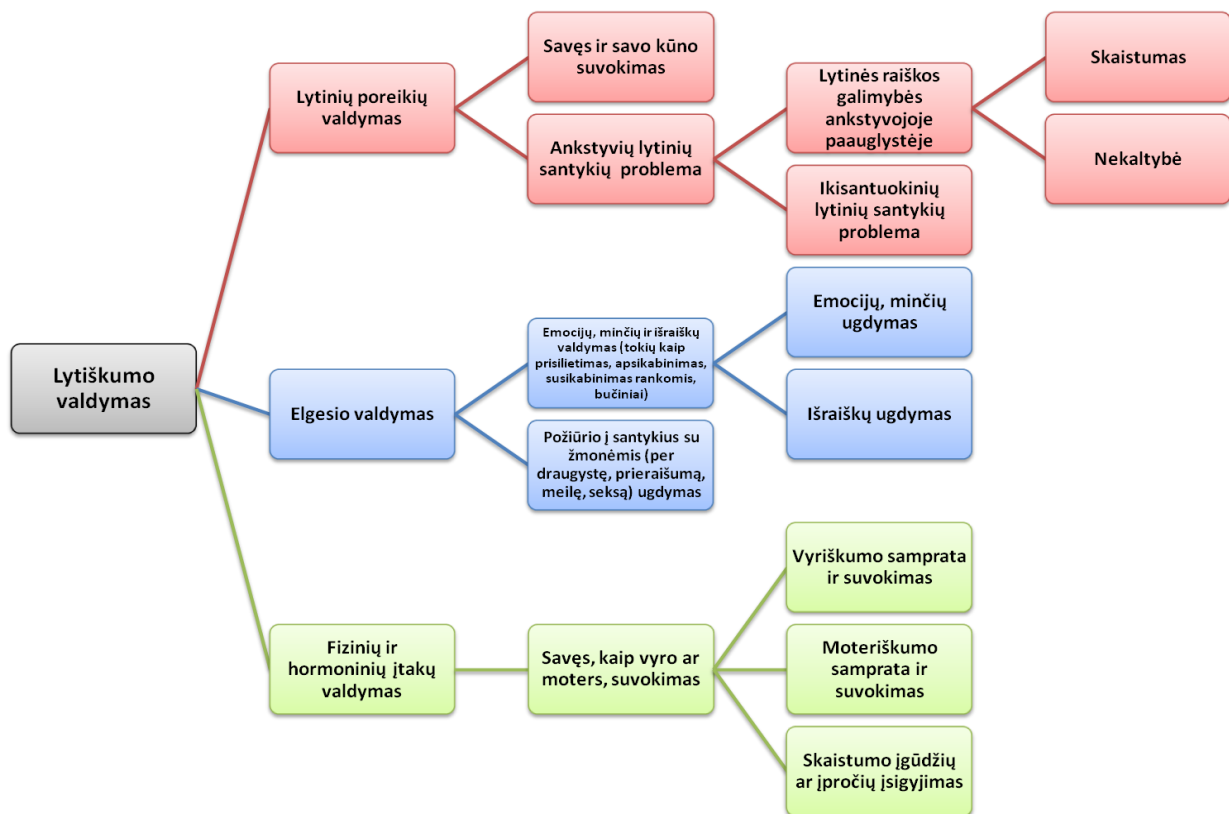 Lytiškumo
valdymas
Lytinių poreikių
valdymas
Savęs ir savo kūno
suvokimas
Ankstyvių lytinių
santykių  problema
Lytinės raiškos
galimybės
ankstyvojoje
paauglystėje
Skaistumas
Nekaltybė
Ikisantuokinių
lytinių santykių
problema
Elgesio valdymas
Emocijų, minčių ir išraiškų
valdymas (tokių kaip
prisilietimas, apsikabinimas,
susikabinimas rankomis,
bučiniai)
Emocijų, minčių
ugdymas
Išraiškų ugdymas
Požiūrio į santykius su
žmonėmis (per
draugystę, prieraišumą,
meilę, seksą) ugdymas
Fizinių ir
hormoninių įtakų
valdymas
Savęs, kaip vyro ar
moters, suvokimas
Vyriškumo samprata
ir suvokimas
Moteriškumo
samprata ir
suvokimas
Skaistumo įgūdžių
ar įpročių įsigyjimas